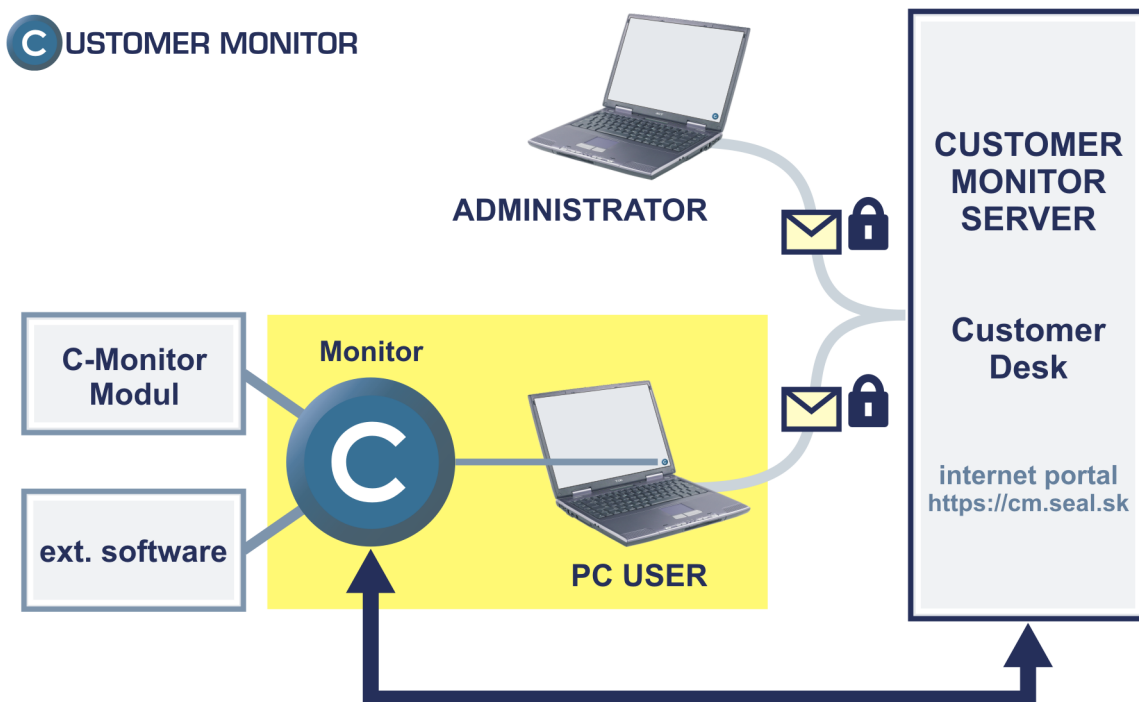 CUSTOMER MONITOR
ADMINISTRATOR
CUSTOMER
MONITOR
SERVER
Customer
Desk
internet portal
https://cm.seal.sk
C-Monitor
Modul
ext. software
Monitor
C
PC USER